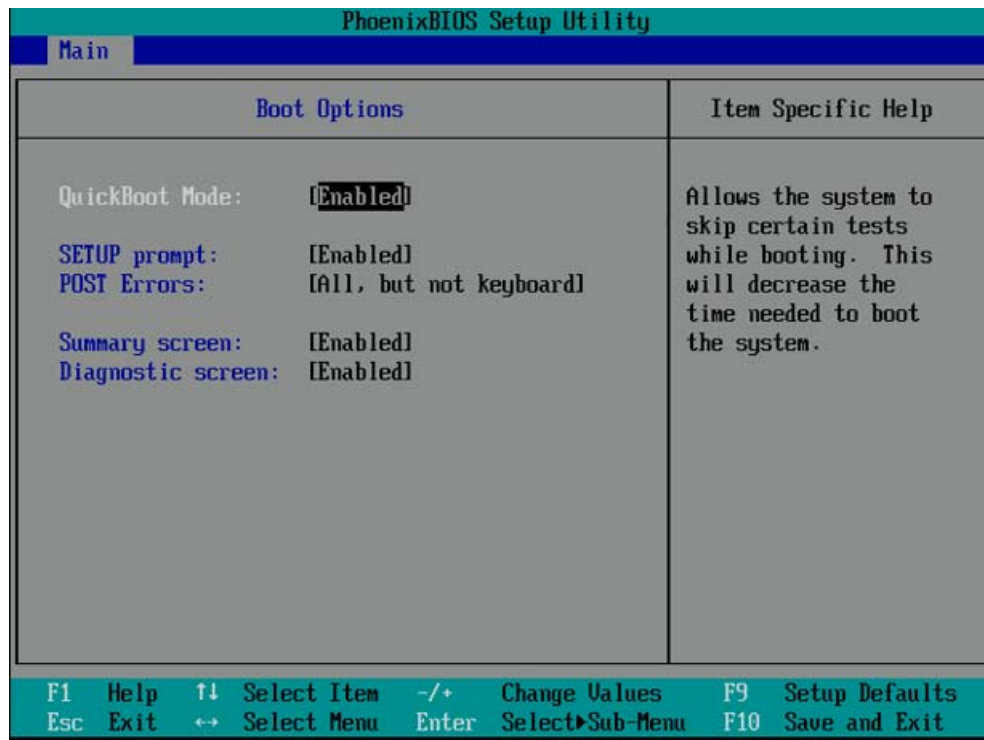 PhoenixBIOS Setup Utility
Main
Boot Options
Item Specific Help
QuickBoot Mode: [Enabled]
SETUP prompt: [Enabled]
POST Errors: [All, but not keyboard]
Summary screen: [Enabled]
Diagnostic screen: [Enabled]
Allows the system to
skip certain tests
while booting. This
will decrease the
time needed to boot
the system.
F1 Help ↑↓ Select Item -/+ Change Values F9 Setup Defaults
Esc Exit ↔ Select Menu Enter Select▶Sub-Menu F10 Save and Exit